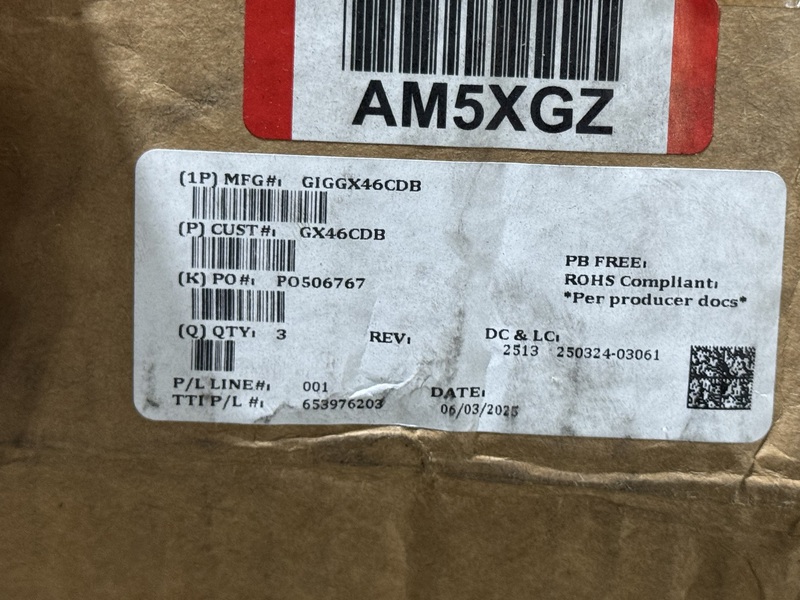 AM5XGZ
(1P) MFG#: GIGGX46CDB
(P) CUST#: GX46CDB
(K) PO#: PO506767
(Q) QTY: 3
REV:
PB FREE:
ROHS Compliant:
*Per producer docs*
DC & LC:
2513 250324-03061
P/L LINE#: 001
TTI P/L #: 653976203
DATE:
06/03/2025